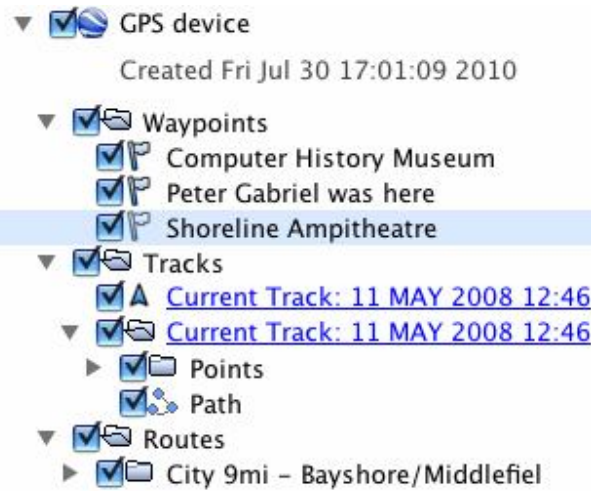 GPS device
Created Fri Jul 30 17:01:09 2010
Waypoints
Computer History Museum
Peter Gabriel was here
Shoreline Ampitheatre
Tracks
Current Track: 11 MAY 2008 12:46
Current Track: 11 MAY 2008 12:46
Points
Path
Routes
City 9mi – Bayshore/Middlefiel